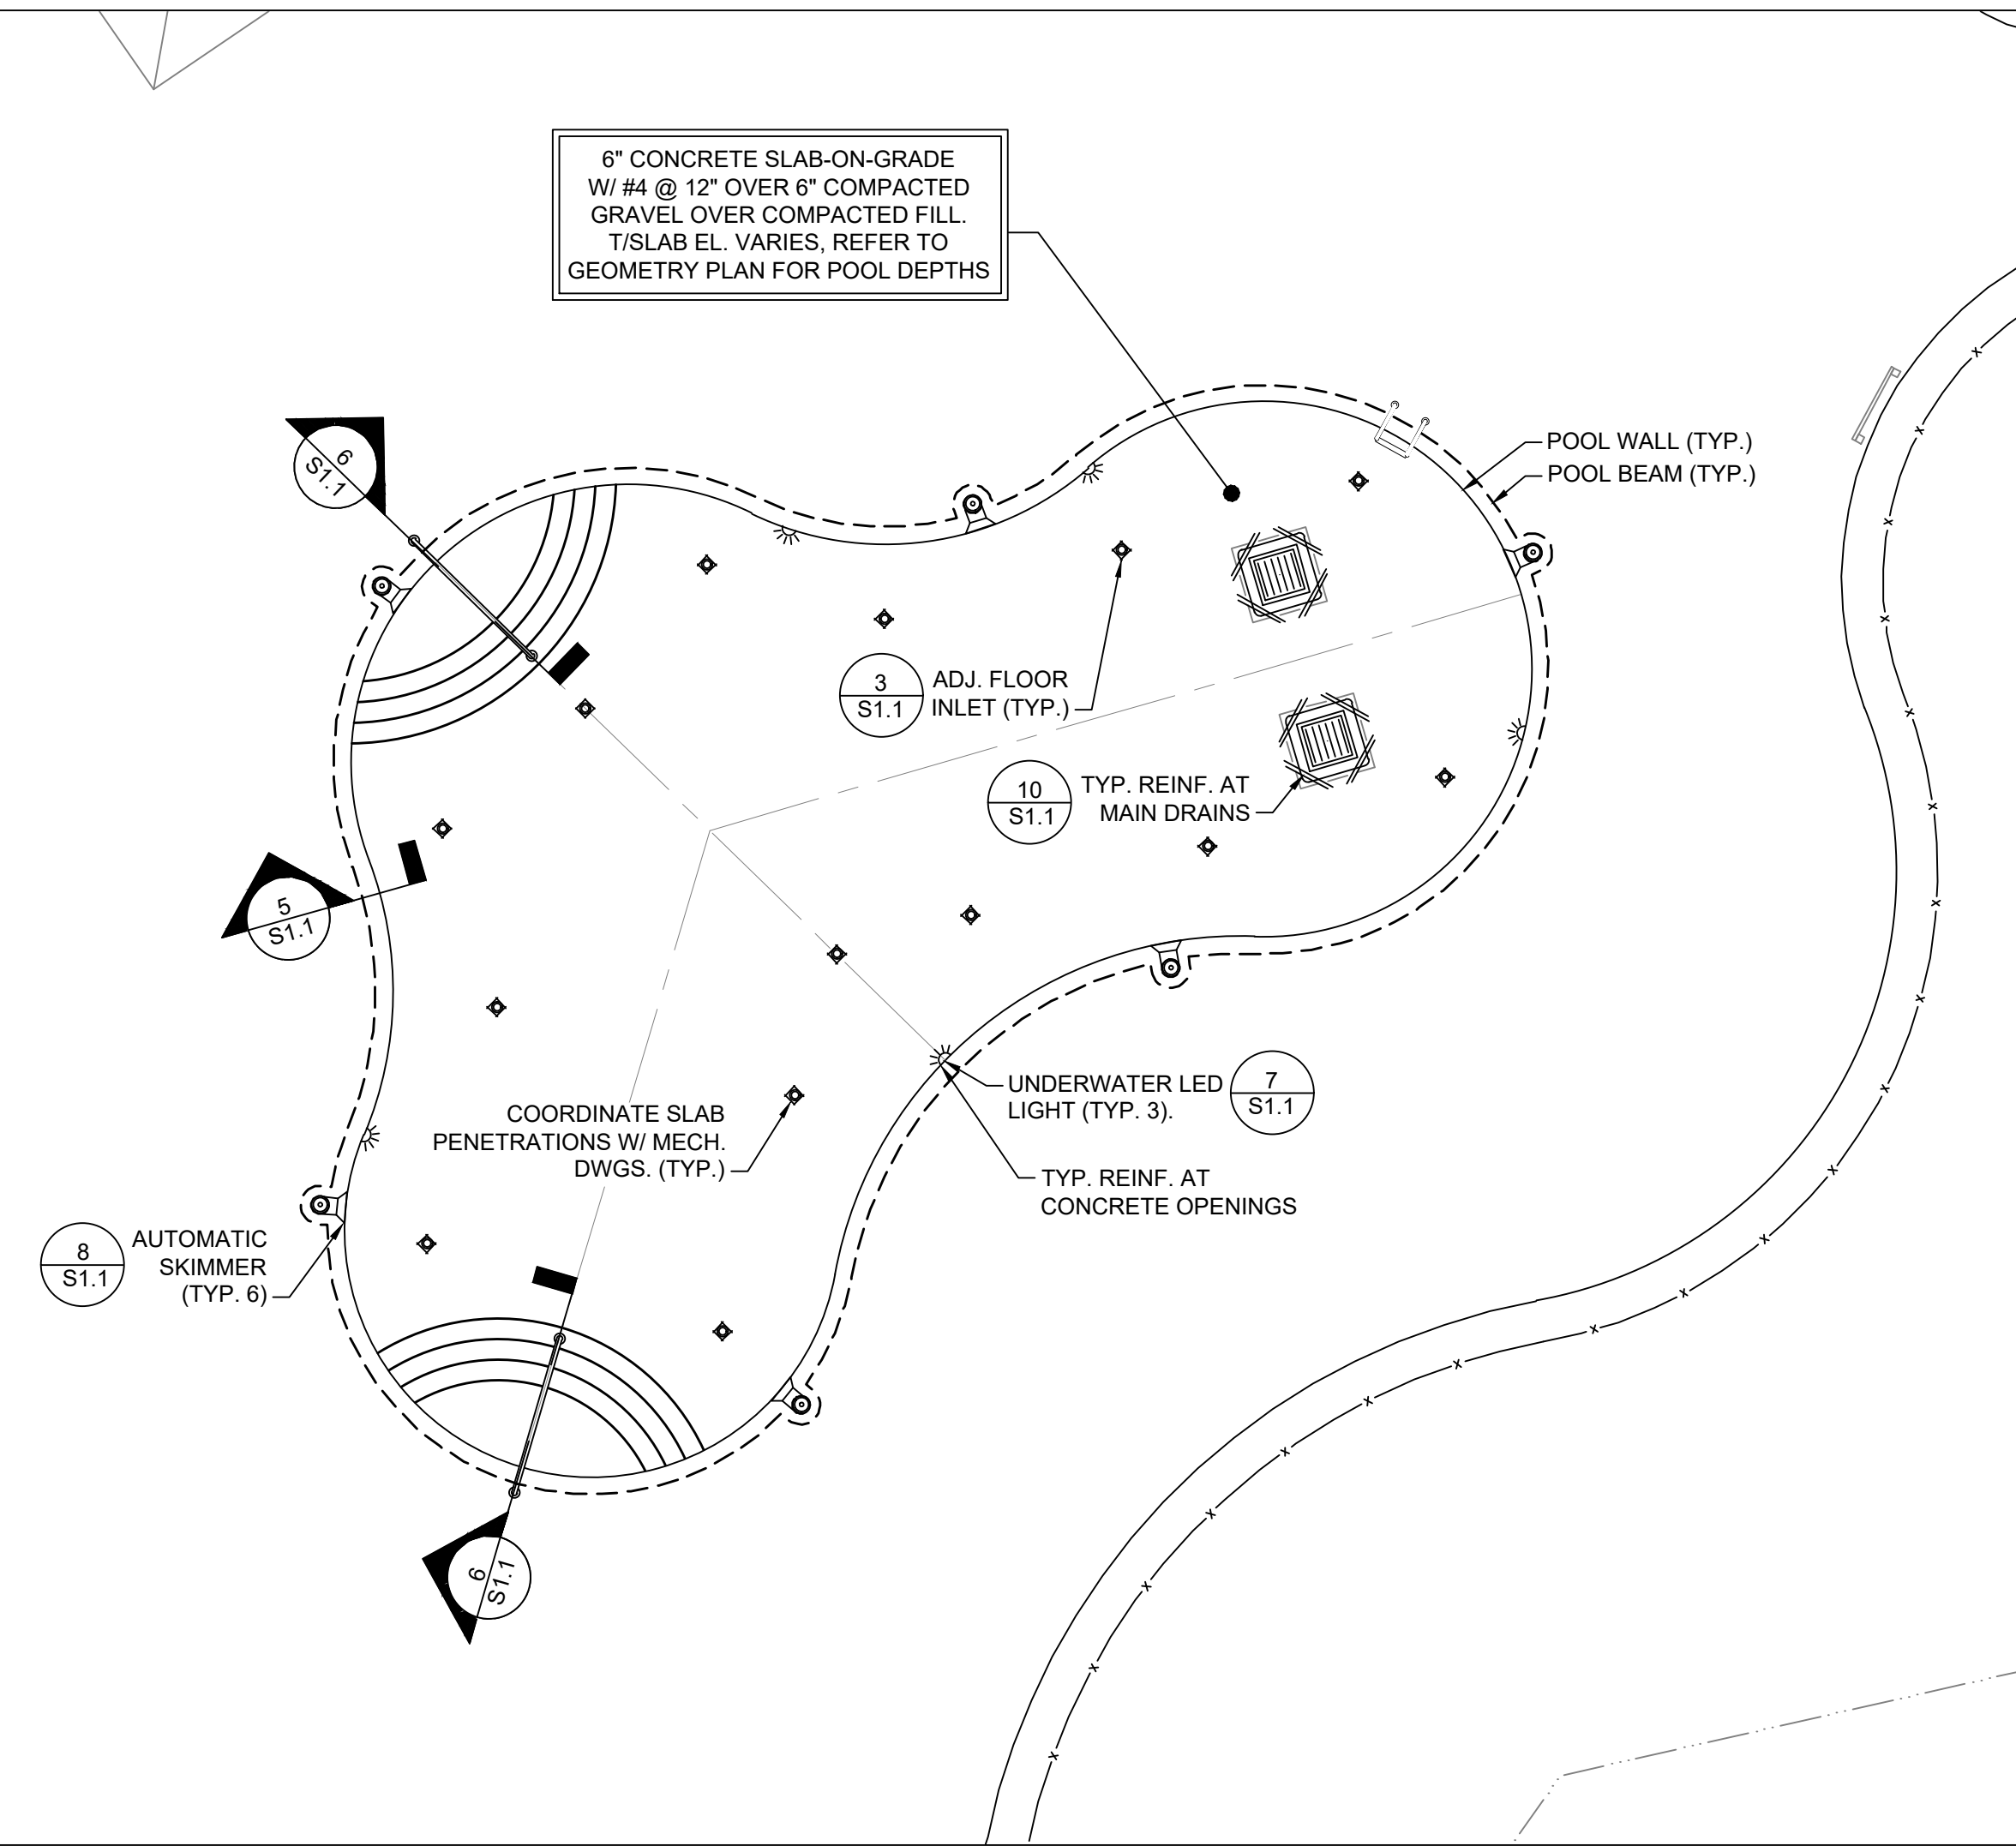 6" CONCRETE SLAB-ON-GRADE
W/ #4 @ 12" OVER 6" COMPACTED
GRAVEL OVER COMPACTED FILL.
T/SLAB EL. VARIES, REFER TO
GEOMETRY PLAN FOR POOL DEPTHS
6
S1.1
POOL WALL (TYP.)
POOL BEAM (TYP.)
3
S1.1
ADJ. FLOOR
INLET (TYP.)
10
S1.1
TYP. REINF. AT
MAIN DRAINS
5
S1.1
UNDERWATER LED
LIGHT (TYP. 3).
7
S1.1
COORDINATE SLAB
PENETRATIONS W/ MECH.
DWGS. (TYP.)
TYP. REINF. AT
CONCRETE OPENINGS
8
S1.1
AUTOMATIC
SKIMMER
(TYP. 6)
6
S1.1